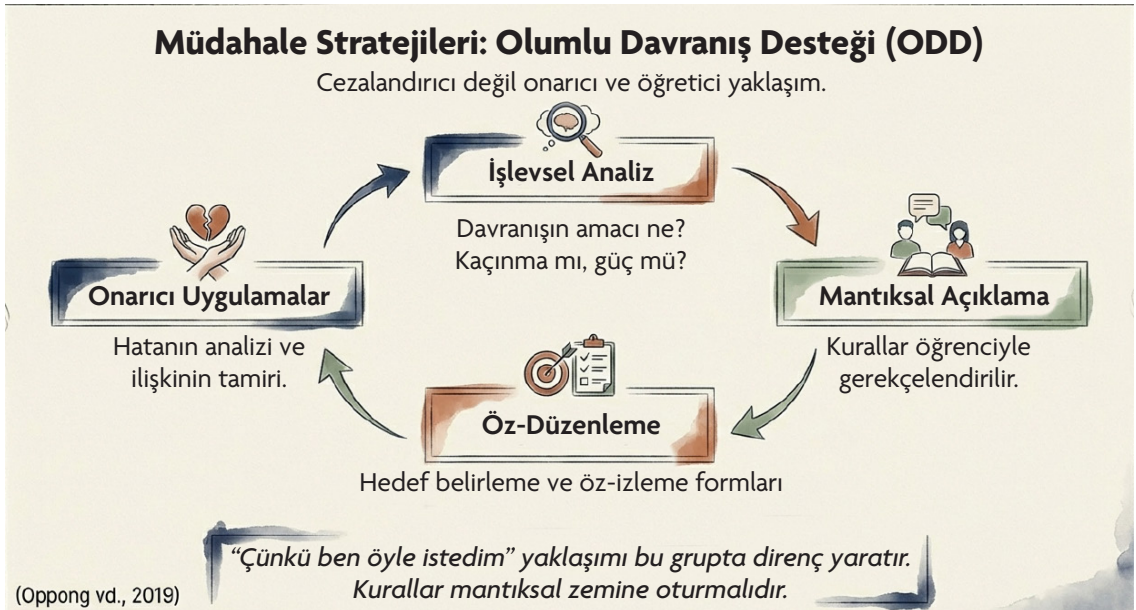 Müdahale Stratejileri: Olumlu Davranış Desteği (ODD)
Cezalandırıcı değil onarıcı ve öğretici yaklaşım.
İşlevsel Analiz
Davranışın amacı ne?
Kaçınma mı, güç mü?
Mantıksal Açıklama
Kurallar öğrenciyle
gerekçelendirilir.
Öz-Düzenleme
Hedef belirleme ve öz-izleme formları
Onarıcı Uygulamalar
Hatanın analizi ve
ilişkinin tamiri.
“Çünkü ben öyle istedim” yaklaşımı bu grupta direnç yaratır.
Kurallar mantıksal zemine oturmalıdır.
(Oppong vd., 2019)